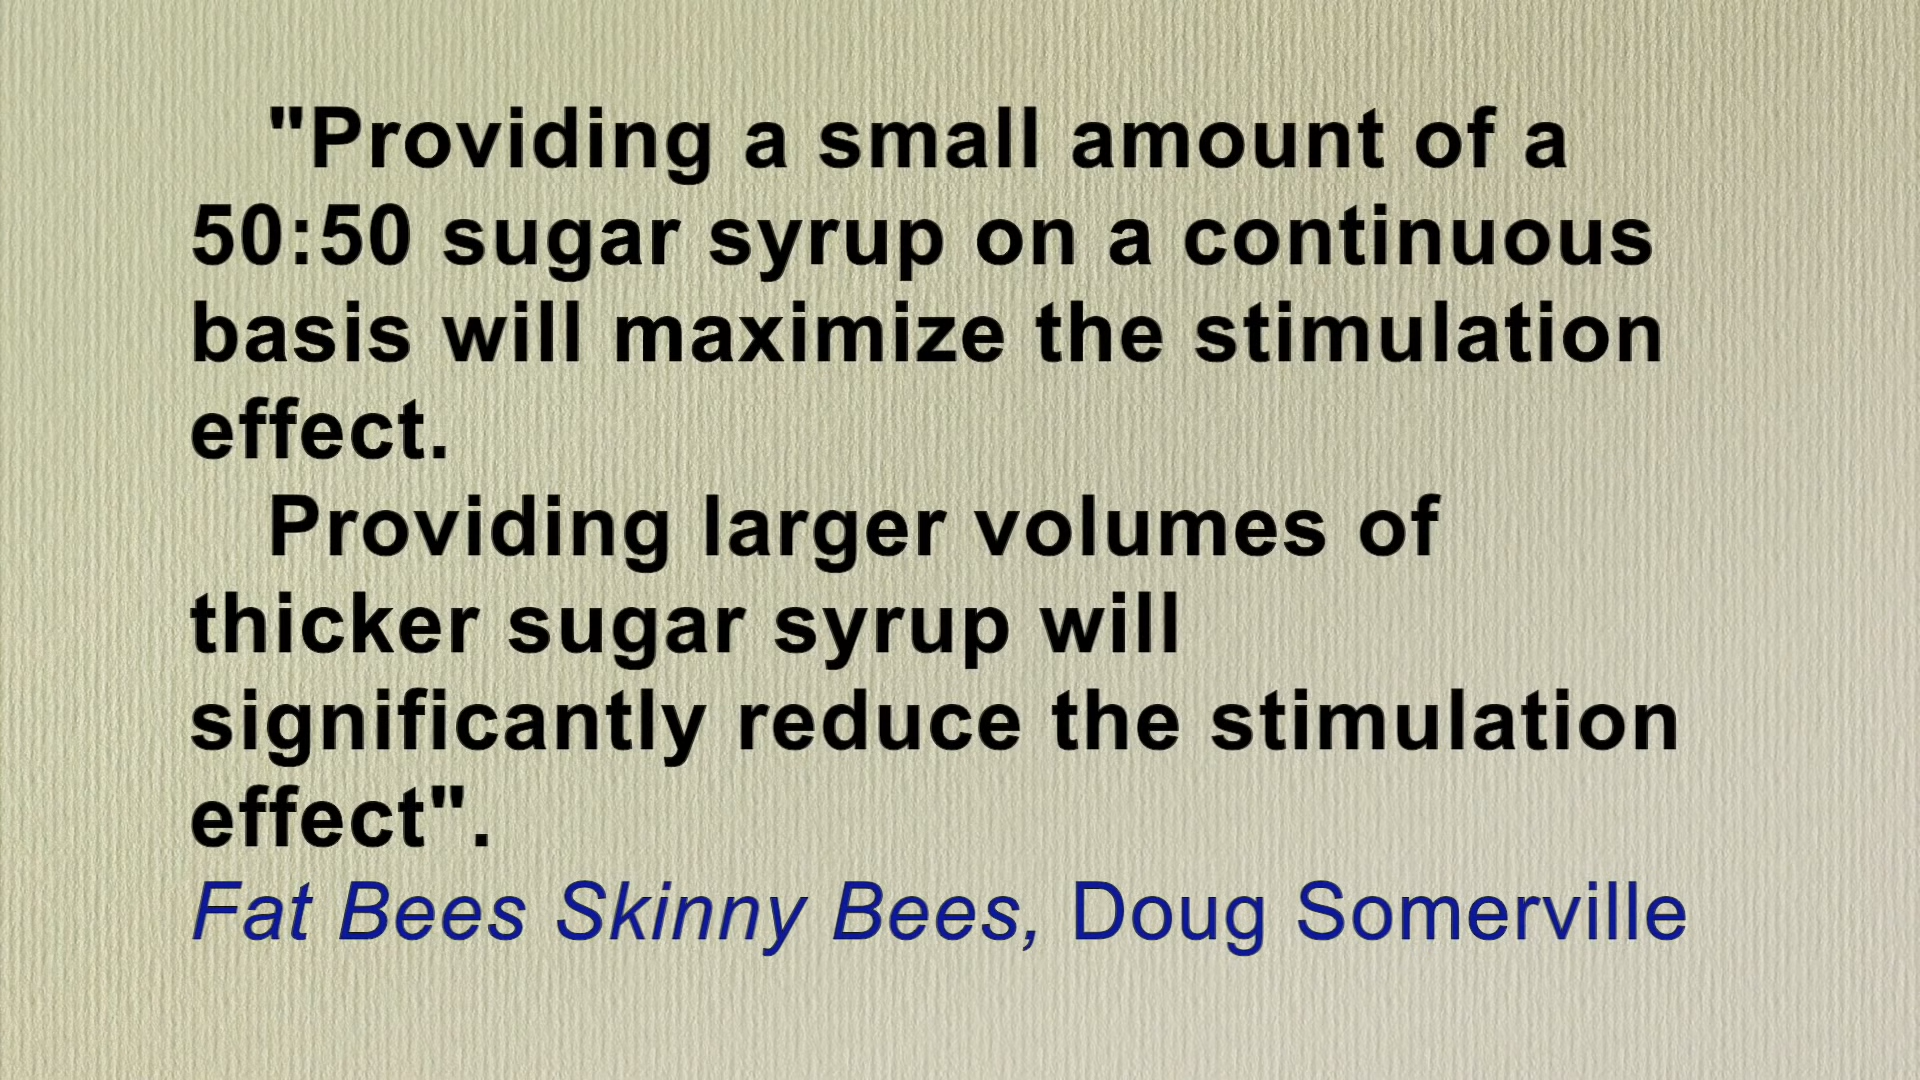 "Providing a small amount of a
50:50 sugar syrup on a continuous
basis will maximize the stimulation
effect.
Providing larger volumes of
thicker sugar syrup will
significantly reduce the stimulation
effect".
Fat Bees Skinny Bees, Doug Somerville